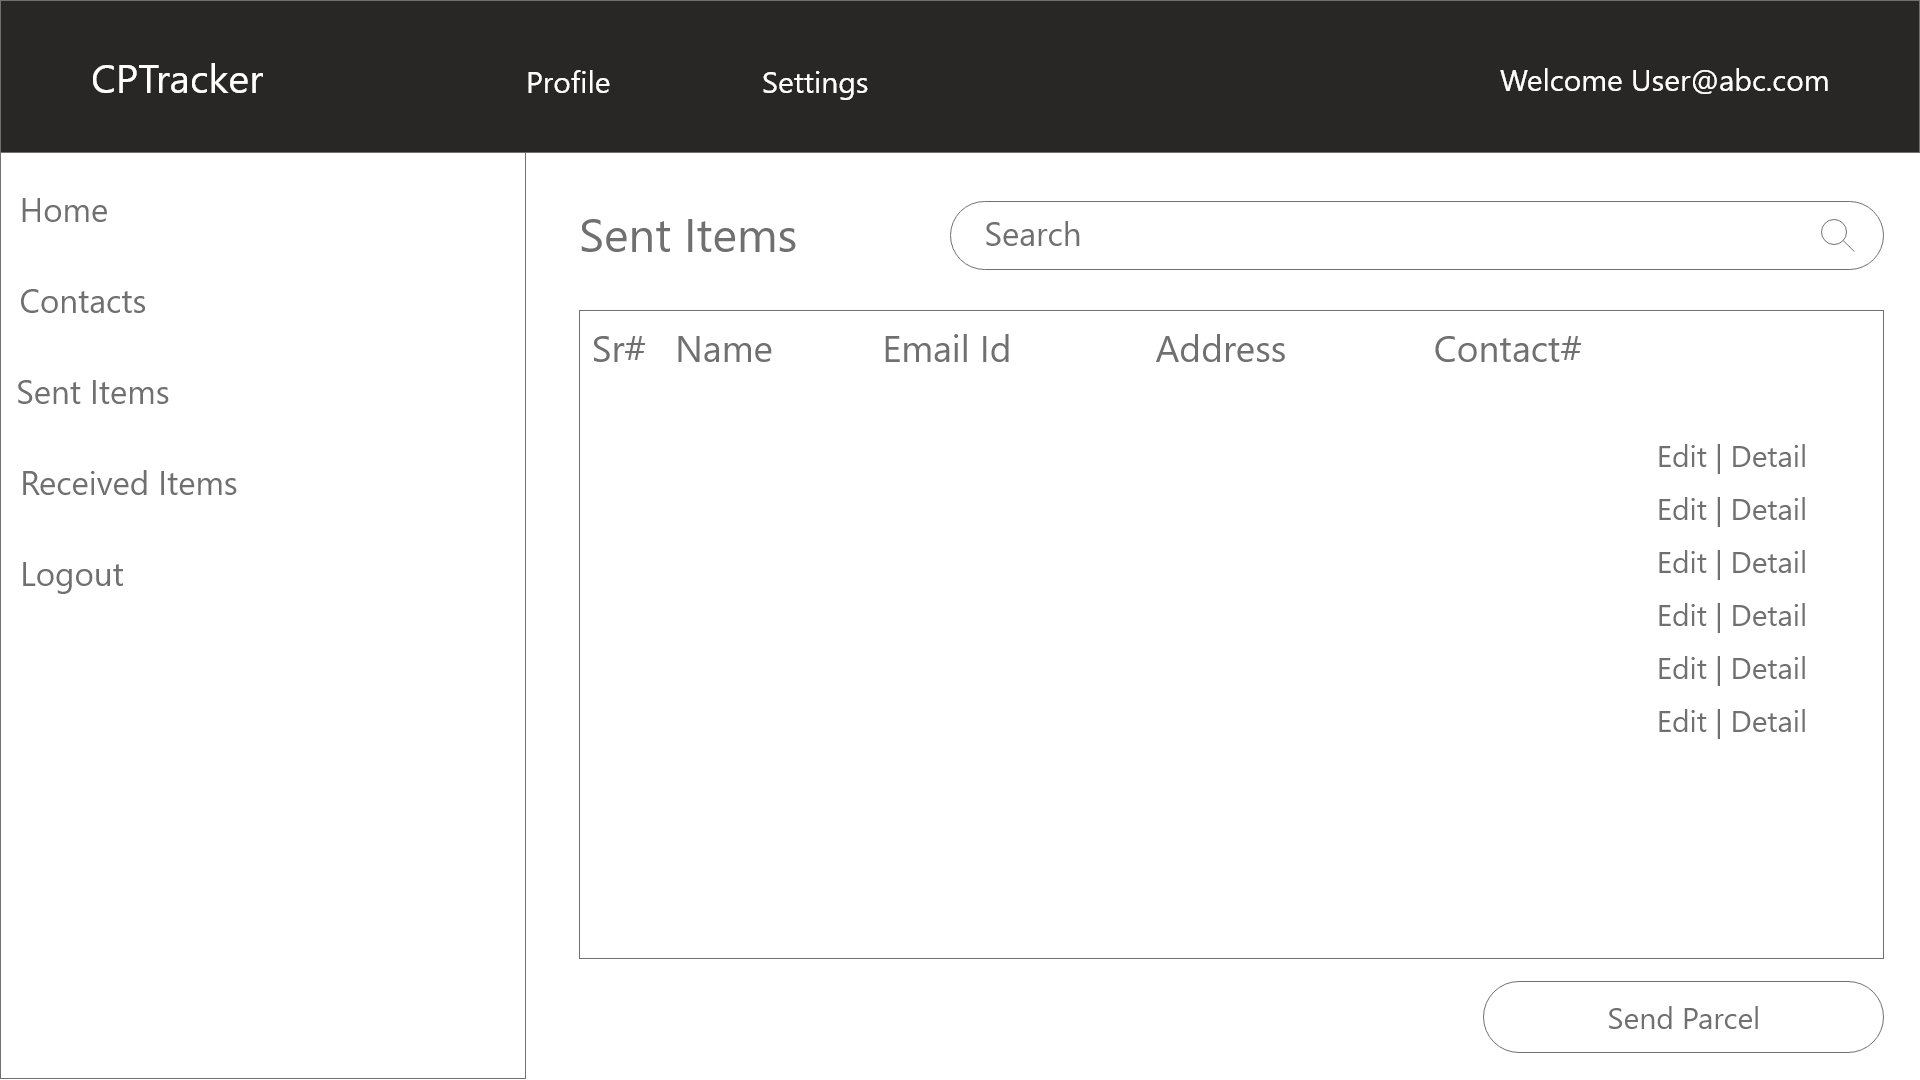 CPTracker
Profile
Settings
Welcome User@abc.com
Home
Contacts
Sent Items
Received Items
Logout
Sent Items
Search
Sr# Name Email Id Address Contact#
Edit | Detail
Edit | Detail
Edit | Detail
Edit | Detail
Edit | Detail
Edit | Detail
Send Parcel